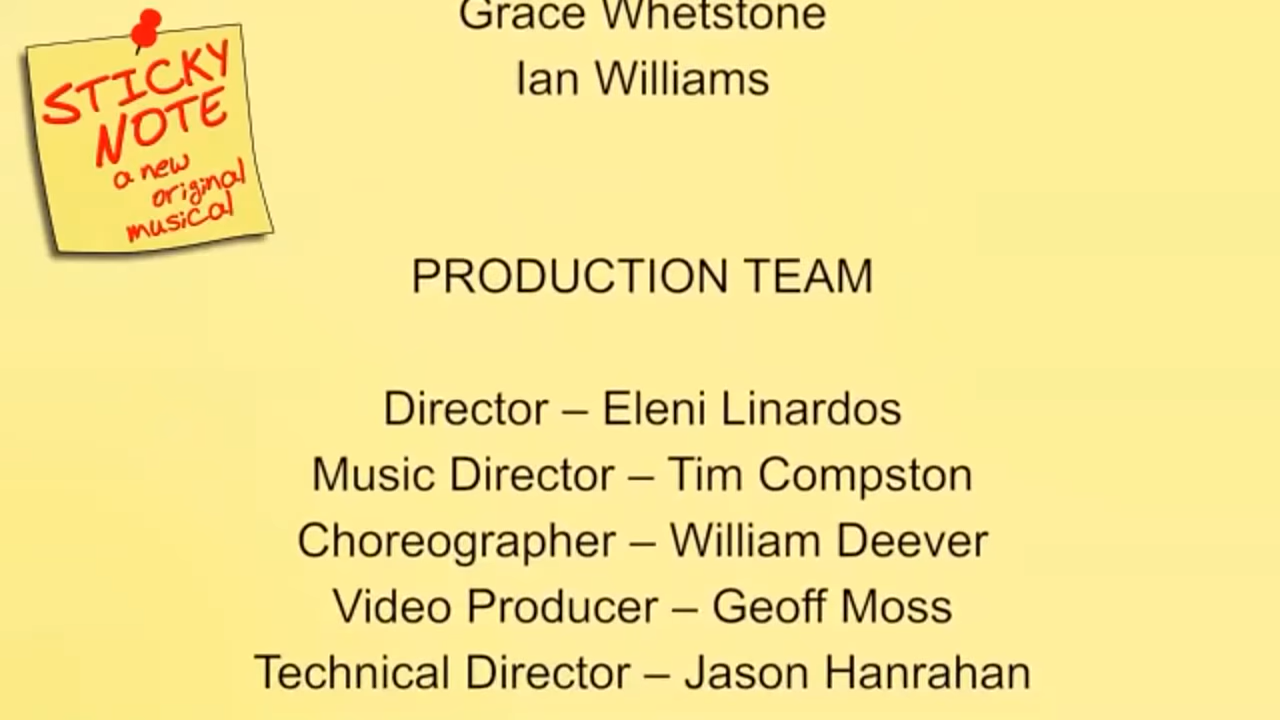 STICKY
NOTE
a new
original
musical
Grace Whetstone
Ian Williams
PRODUCTION TEAM
Director – Eleni Linardos
Music Director – Tim Compston
Choreographer – William Deever
Video Producer – Geoff Moss
Technical Director – Jason Hanrahan